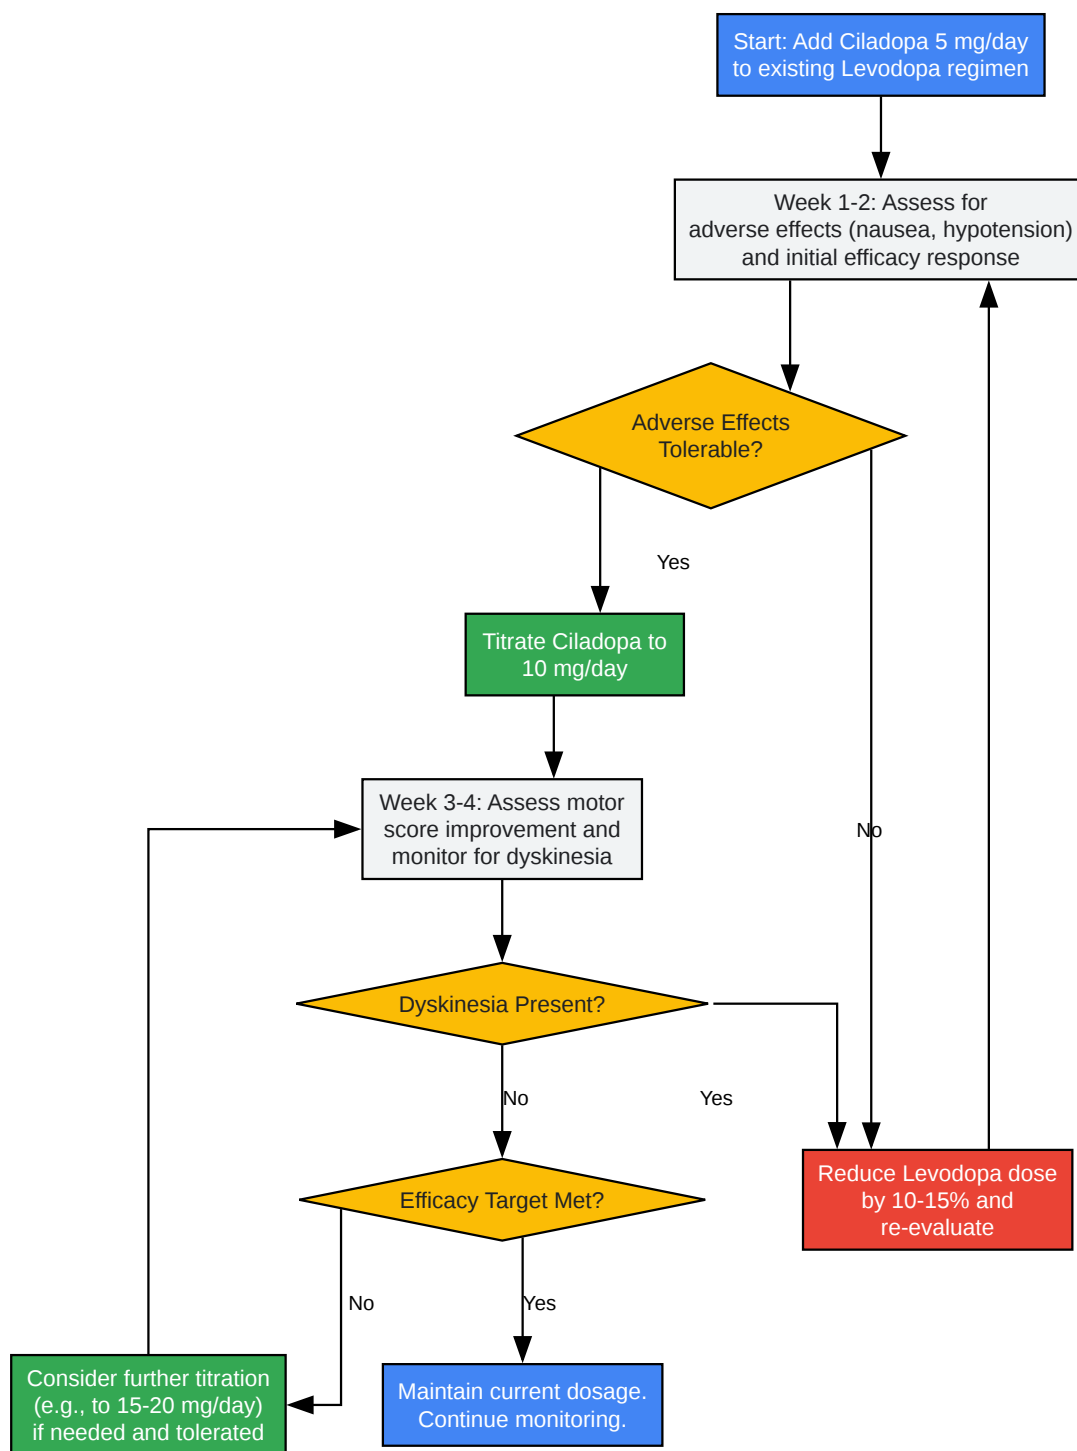 Start: Add Ciladopa 5 mg/day
to existing Levodopa regimen
Week 1-2: Assess for
adverse effects (nausea, hypotension)
and initial efficacy response
Adverse Effects
Tolerable?
Yes
Titrate Ciladopa to
10 mg/day
Week 3-4: Assess motor
score improvement and
monitor for dyskinesia
No
Dyskinesia Present?
No
Yes
Reduce Levodopa dose
by 10-15% and
re-evaluate
Efficacy Target Met?
No
Yes
Consider further titration
(e.g., to 15-20 mg/day)
if needed and tolerated
Maintain current dosage.
Continue monitoring.